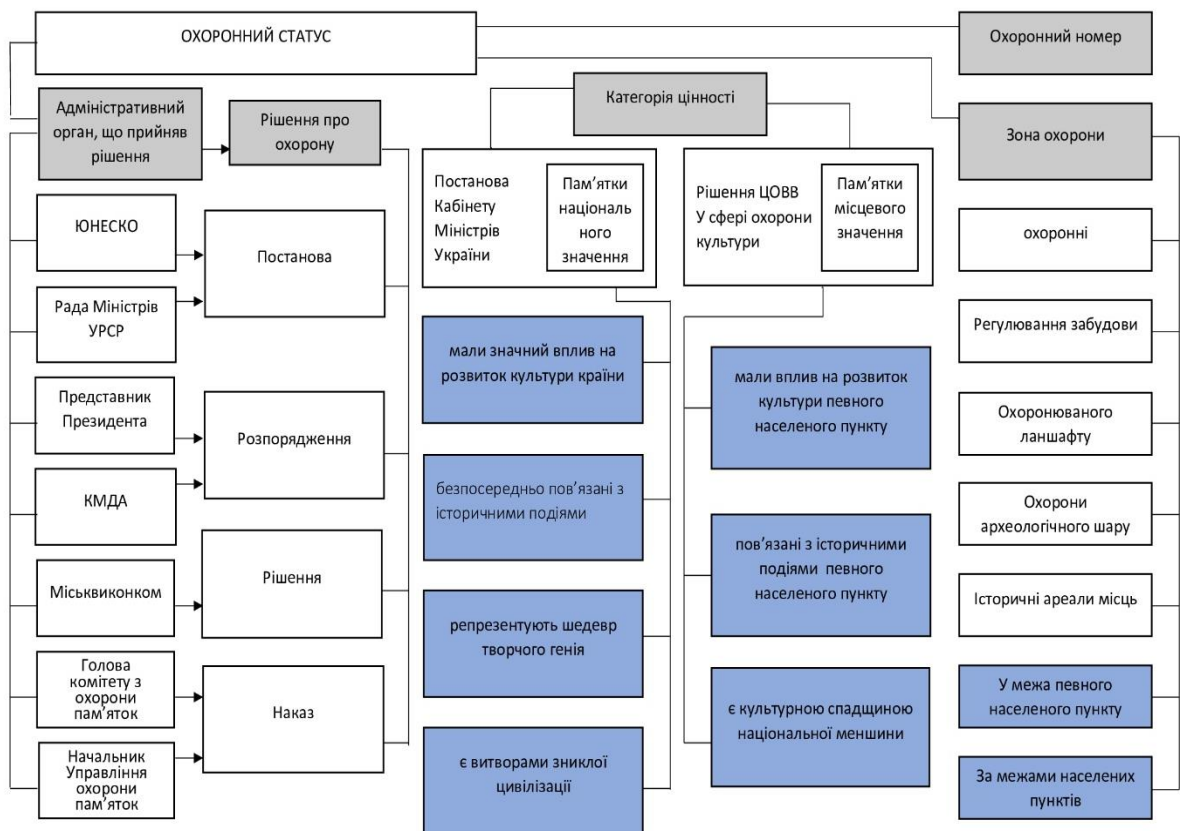 ОХОРОННИЙ СТАТУС
Охоронний номер
Адміністративний
орган, що прийняв
рішення
Рішення про
охорону
Категорія цінності
Зона охорони
ЮНЕСКО
Рада Міністрів
УРСР
Представник
Президента
КМДА
Міськвиконком
Голова
комітету з
охорони
пам’яток
Начальник
Управління
охорони
пам’яток
Постанова
Розпорядження
Рішення
Наказ
Постанова
Кабінету
Міністрів
України
Пам’ятки
національ
ного
значення
мали значний вплив на
розвиток культури країни
безпосередньо пов’язані з
історичними подіями
репрезентують шедевр
творчого генія
є витворами зниклої
цивілізації
Рішення ЦОВВ
У сфері охорони
культури
Пам’ятки
місцевого
значення
мали вплив на розвиток
культури певного
населеного пункту
пов’язані з історичними
подіями певного
населеного пункту
є культурною спадщиною
національної меншини
охоронні
Регулювання забудови
Охоронюваного
ланшафту
Охорони
археологічного шару
Історичні ареали місць
У межа певного
населеного пункту
За межами населених
пунктів